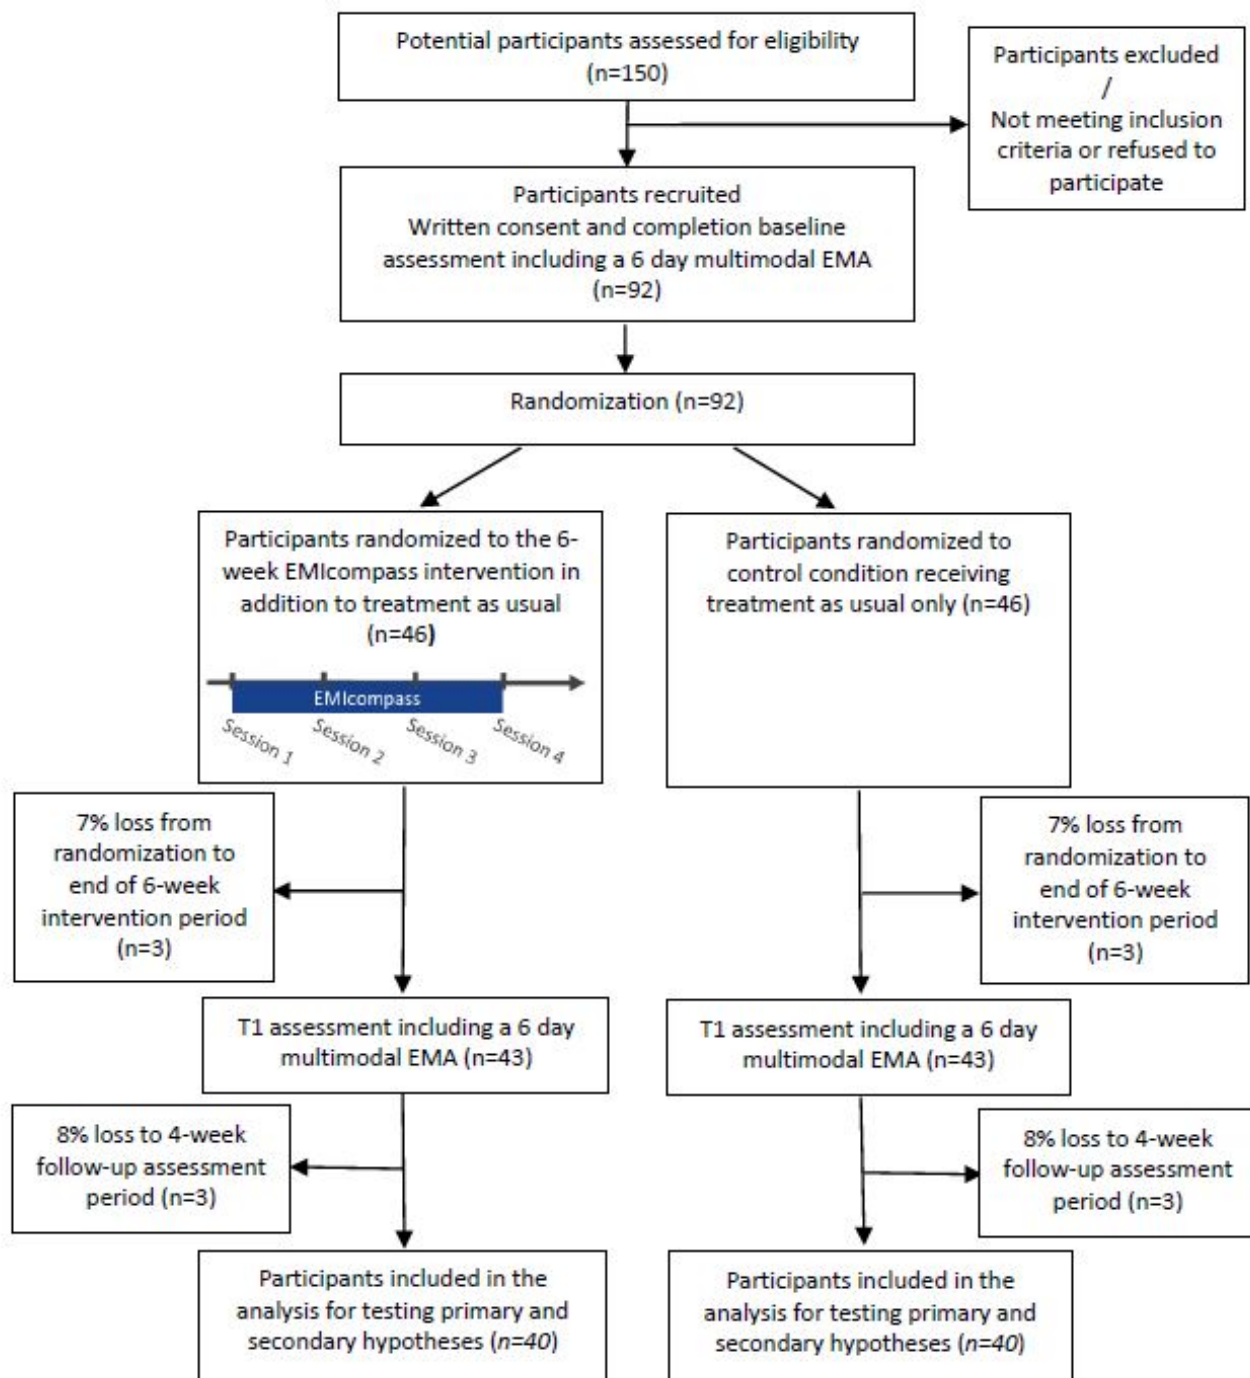 Potential participants assessed for eligibility
(n=150)
Participants excluded
/
Not meeting inclusion
criteria or refused to
participate
Participants recruited
Written consent and completion baseline
assessment including a 6 day multimodal EMA
(n=92)
Randomization (n=92)
Participants randomized to the 6-
week EMIcompass intervention in
addition to treatment as usual
(n=46)
EMIcompass
Session 1
Session 2
Session 3
Session 4
Participants randomized to
control condition receiving
treatment as usual only (n=46)
7% loss from
randomization to
end of 6-week
intervention period
(n=3)
7% loss from
randomization to
end of 6-week
intervention period
(n=3)
T1 assessment including a 6 day
multimodal EMA (n=43)
T1 assessment including a 6 day
multimodal EMA (n=43)
8% loss to 4-week
follow-up assessment
period (n=3)
8% loss to 4-week
follow-up assessment
period (n=3)
Participants included in the
analysis for testing primary and
secondary hypotheses (n=40)
Participants included in the
analysis for testing primary and
secondary hypotheses (n=40)